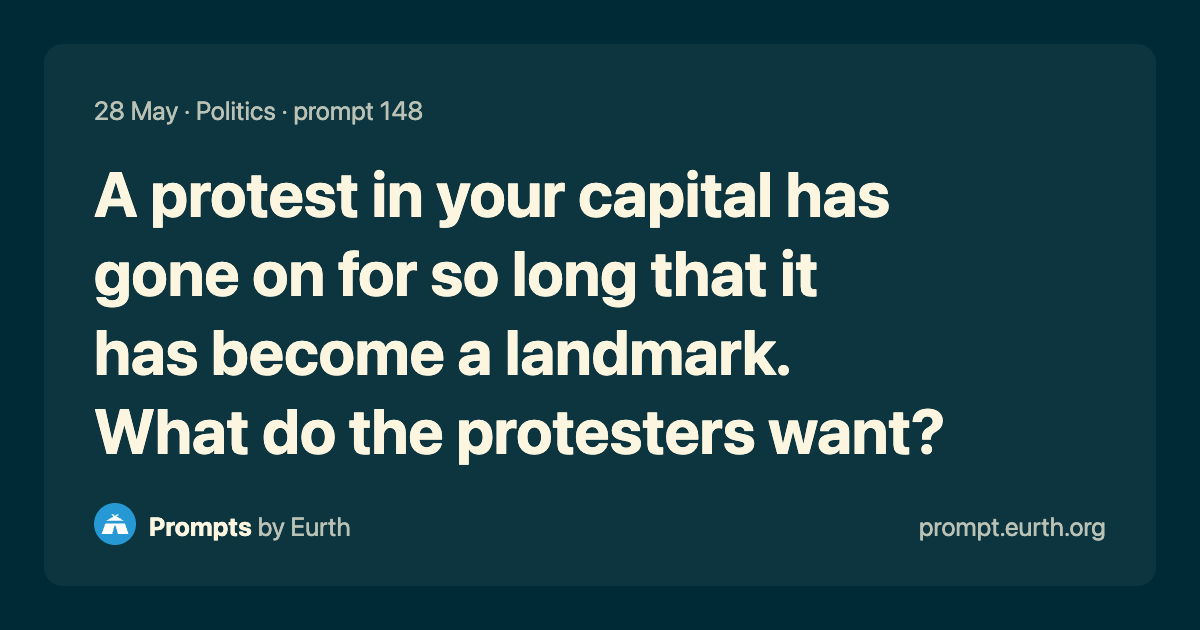 28 May · Politics · prompt 148
A protest in your capital has
gone on for so long that it
has become a landmark.
What do the protesters want?
Prompts by Eurth
prompt.eurth.org